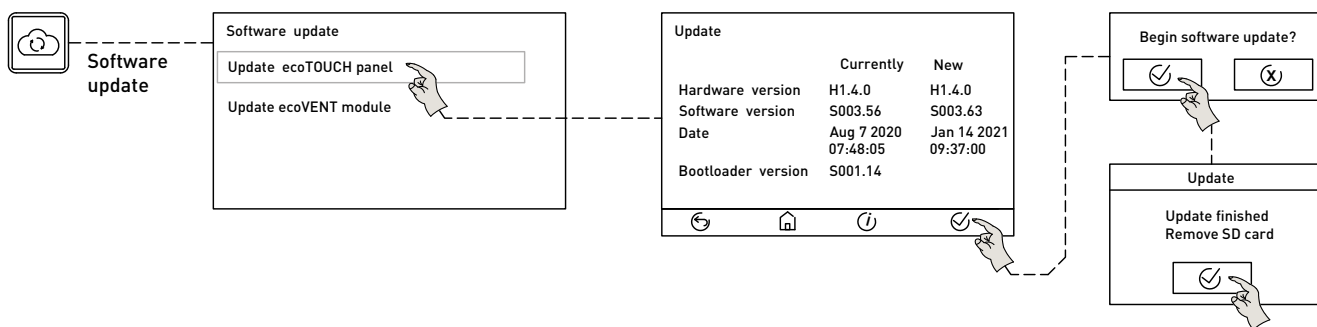 Software
update
Software update
Update ecoTOUCH panel
Update ecoVENT module
Update
Currently New
Hardware version H1.4.0 H1.4.0
Software version S003.56 S003.63
Date Aug 7 2020 Jan 14 2021
07:48:05 09:37:00
Bootloader version S001.14
i
Begin software update?
X
Update
Update finished
Remove SD card